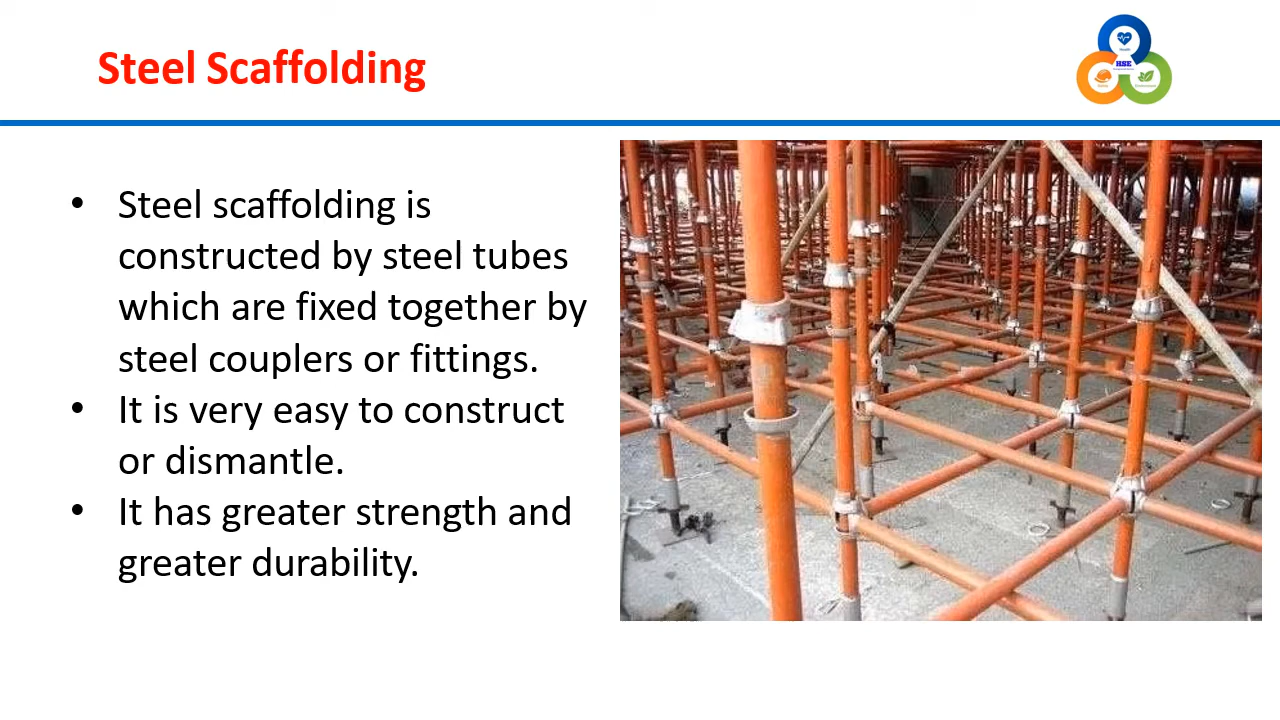 Steel Scaffolding
HSE
• Steel scaffolding is
constructed by steel tubes
which are fixed together by
steel couplers or fittings.
• It is very easy to construct
or dismantle.
• It has greater strength and
greater durability.